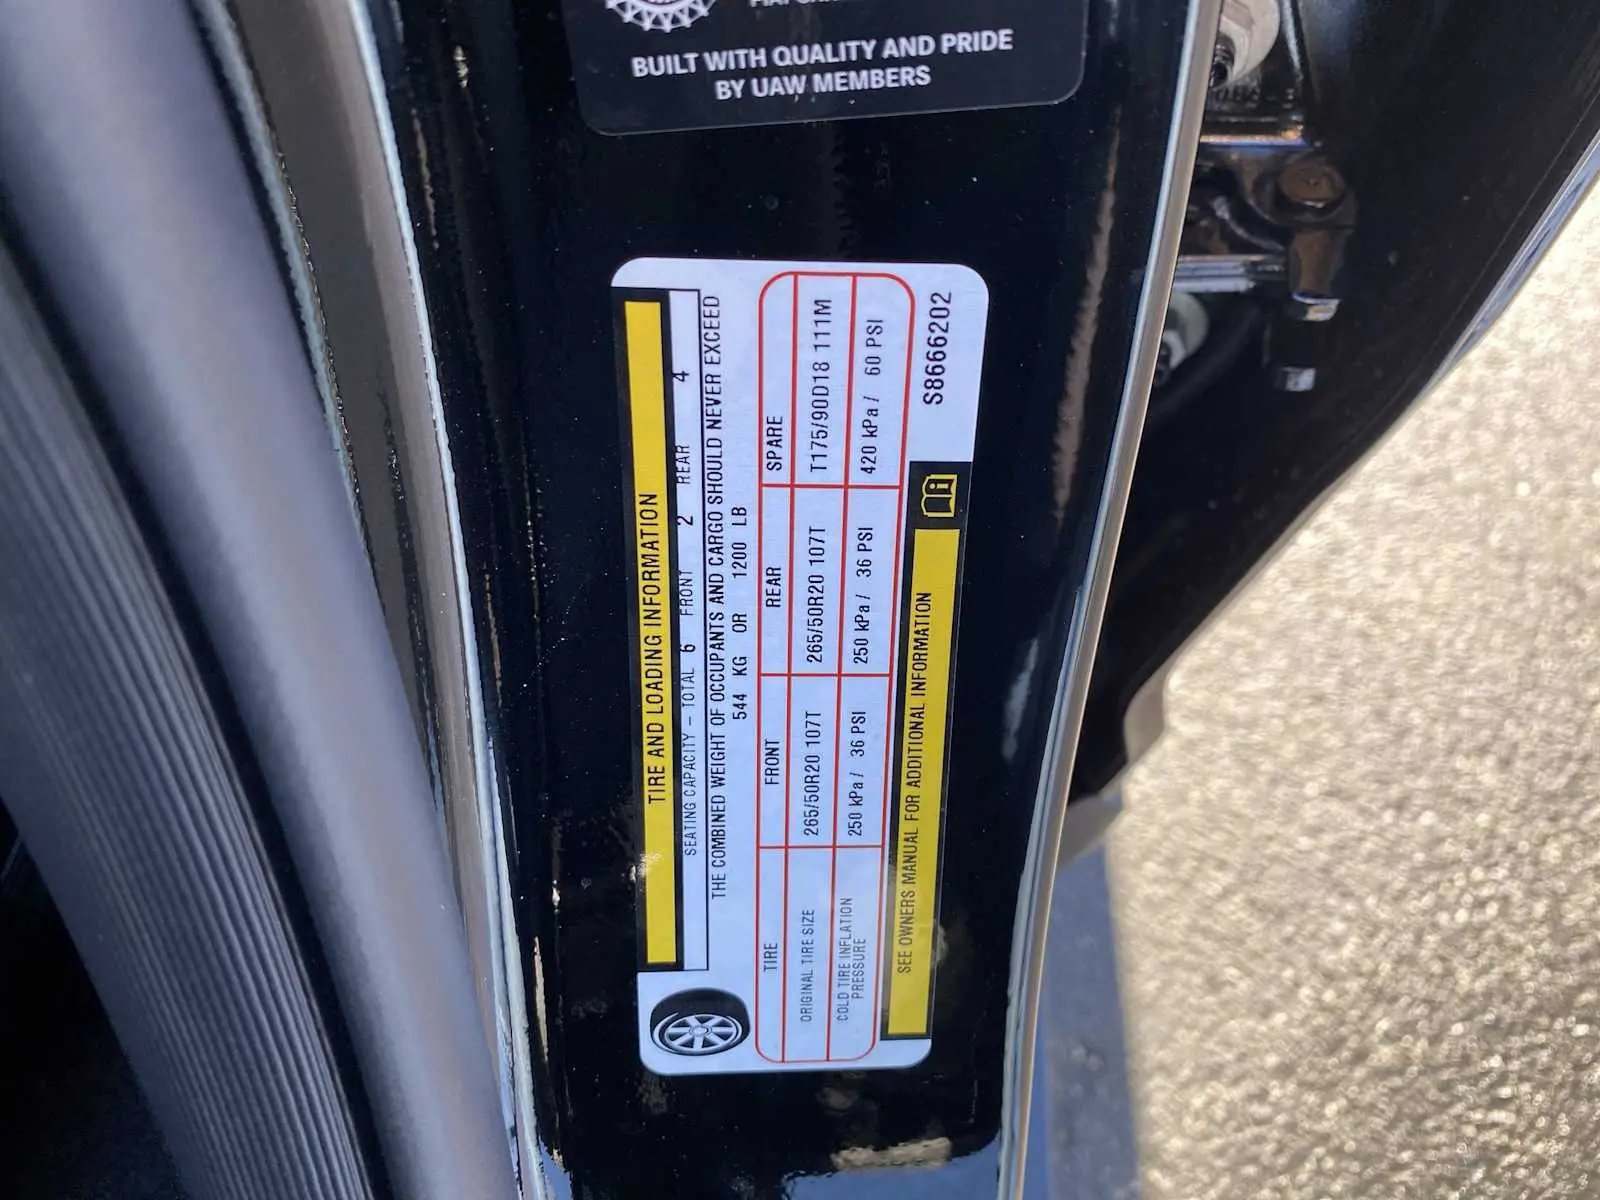 BUILT WITH QUALITY AND PRIDE
BY UAW MEMBERS
TIRE AND LOADING INFORMATION
SEATING CAPACITY - TOTAL 6 FRONT 2 REAR 4
THE COMBINED WEIGHT OF OCCUPANTS AND CARGO SHOULD NEVER EXCEED
544 KG OR 1200 LB
TIRE FRONT REAR SPARE
ORIGINAL TIRE SIZE 265/50R20 107T 265/50R20 107T T175/90D18 111M
COLD TIRE INFLATION
PRESSURE 250 kPa / 36 PSI 250 kPa / 36 PSI 420 kPa / 60 PSI
SEE OWNERS MANUAL FOR ADDITIONAL INFORMATION
S8666202